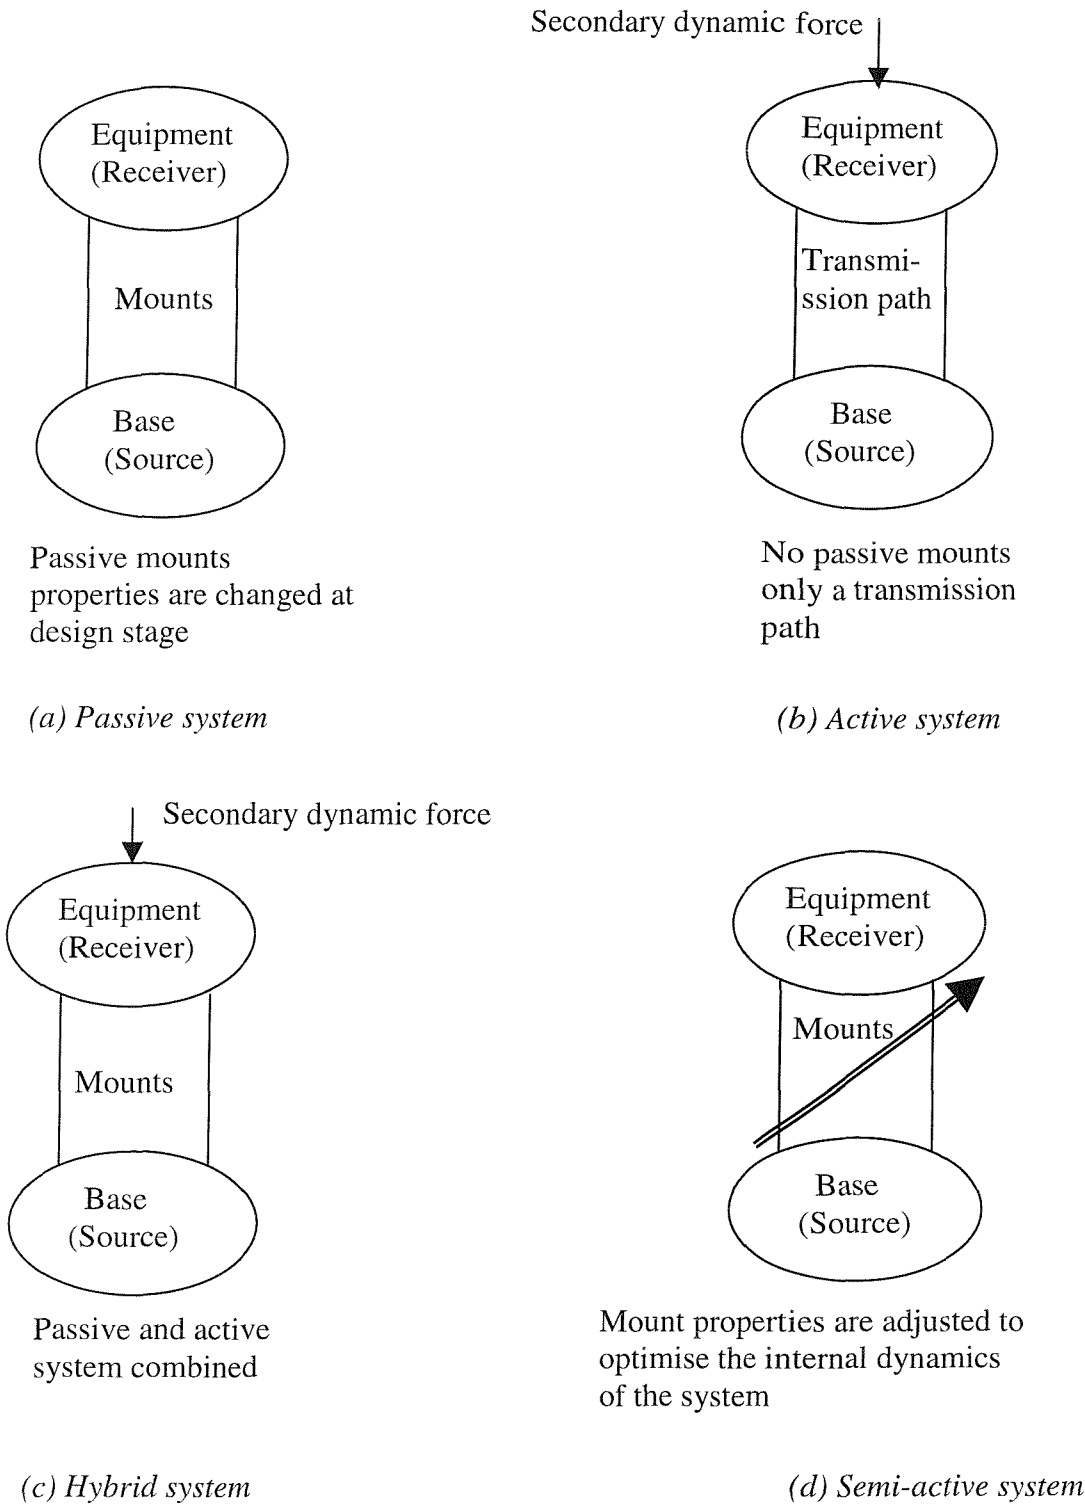 Secondary dynamic force
Equipment
(Receiver)
Mounts
Base
(Source)
Passive mounts
properties are changed at
design stage
(a) Passive system
Equipment
(Receiver)
Transmi-
ssion path
Base
(Source)
No passive mounts
only a transmission
path
(b) Active system
Secondary dynamic force
Equipment
(Receiver)
Mounts
Base
(Source)
Passive and active
system combined
(c) Hybrid system
Equipment
(Receiver)
Mounts
Base
(Source)
Mount properties are adjusted to
optimise the internal dynamics
of the system
(d) Semi-active system